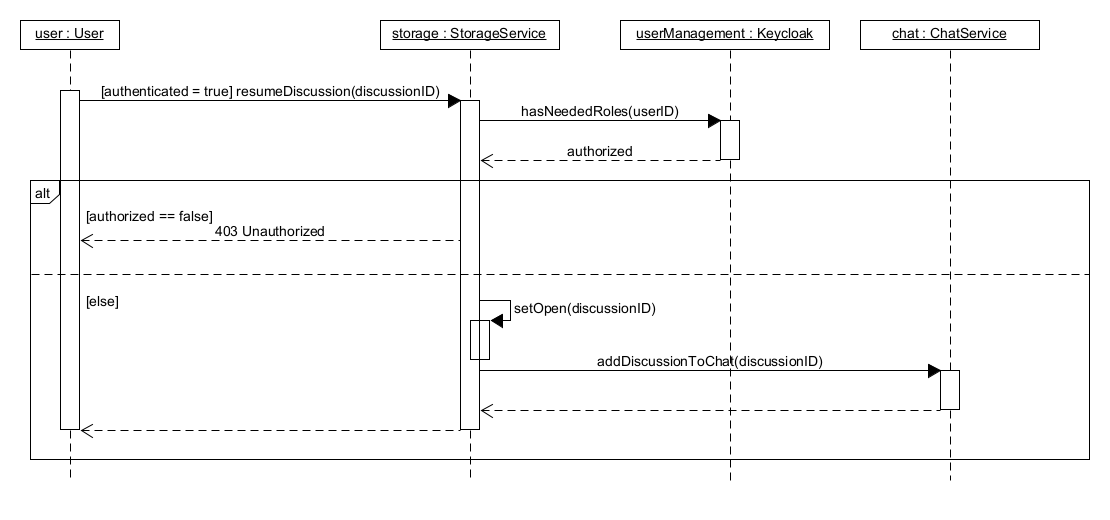 user : User
storage : StorageService
userManagement : Keycloak
chat : ChatService
[authenticated = true] resumeDiscussion(discussionID)
hasNeededRoles(userID)
authorized
alt
[authorized == false]
403 Unauthorized
[else]
setOpen(discussionID)
addDiscussionToChat(discussionID)